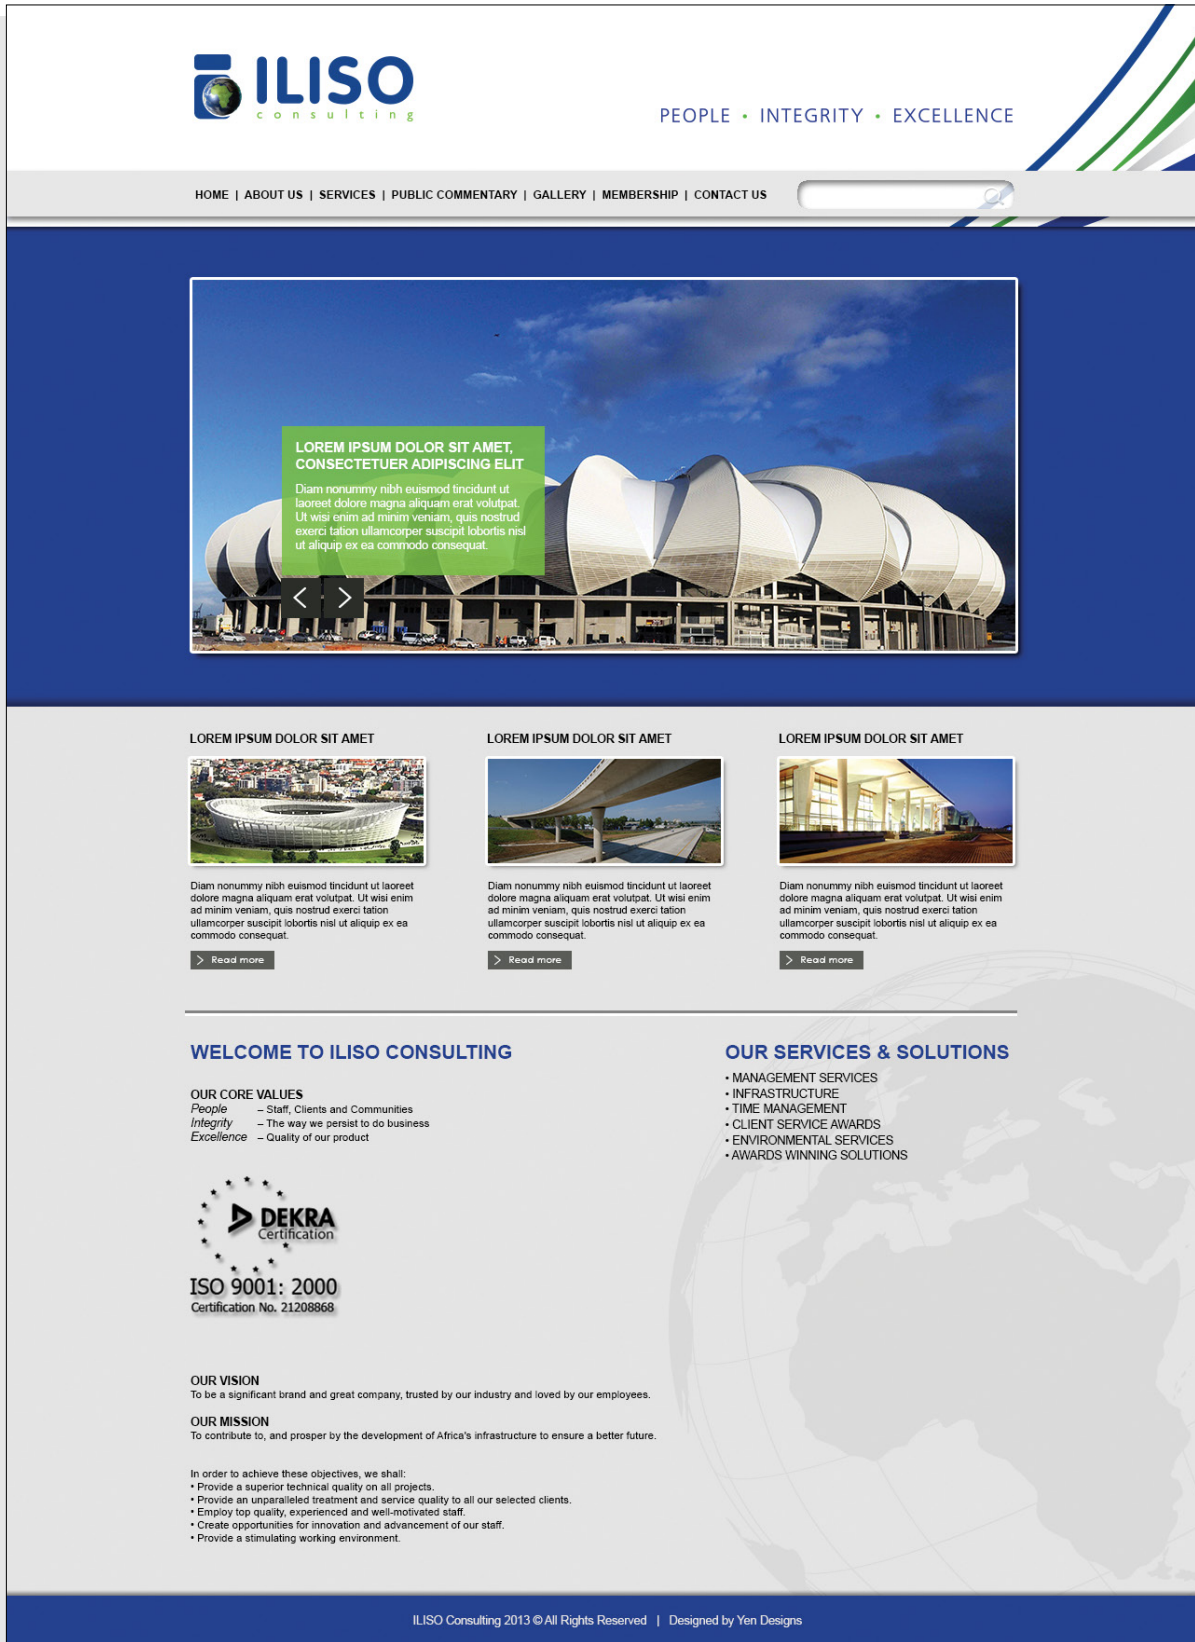 ILISO
consulting
PEOPLE • INTEGRITY • EXCELLENCE
HOME | ABOUT US | SERVICES | PUBLIC COMMENTARY | GALLERY | MEMBERSHIP | CONTACT US
LOREM IPSUM DOLOR SIT AMET,
CONSECTETUER ADIPISCING ELIT
Diam nonummy nibh euismod tincidunt ut
laoreet dolore magna aliquam erat volutpat.
Ut wisi enim ad minim veniam, quis nostrud
exerci tation ullamcorper suscipit lobortis nisl
ut aliquip ex ea commodo consequat.
LOREM IPSUM DOLOR SIT AMET
Diam nonummy nibh euismod tincidunt ut laoreet
dolore magna aliquam erat volutpat. Ut wisi enim
ad minim veniam, quis nostrud exerci tation
ullamcorper suscipit lobortis nisl ut aliquip ex ea
commodo consequat.
Read more
LOREM IPSUM DOLOR SIT AMET
Diam nonummy nibh euismod tincidunt ut laoreet
dolore magna aliquam erat volutpat. Ut wisi enim
ad minim veniam, quis nostrud exerci tation
ullamcorper suscipit lobortis nisl ut aliquip ex ea
commodo consequat.
Read more
LOREM IPSUM DOLOR SIT AMET
Diam nonummy nibh euismod tincidunt ut laoreet
dolore magna aliquam erat volutpat. Ut wisi enim
ad minim veniam, quis nostrud exerci tation
ullamcorper suscipit lobortis nisl ut aliquip ex ea
commodo consequat.
Read more
WELCOME TO ILISO CONSULTING
OUR CORE VALUES
People – Staff, Clients and Communities
Integrity – The way we persist to do business
Excellence – Quality of our product
DEKRA
Certification
ISO 9001: 2000
Certification No. 21208868
OUR VISION
To be a significant brand and great company, trusted by our industry and loved by our employees.
OUR MISSION
To contribute to, and prosper by the development of Africa's infrastructure to ensure a better future.
In order to achieve these objectives, we shall:
• Provide a superior technical quality on all projects.
• Provide an unparalleled treatment and service quality to all our selected clients.
• Employ top quality, experienced and well-motivated staff.
• Create opportunities for innovation and advancement of our staff.
• Provide a stimulating working environment.
OUR SERVICES & SOLUTIONS
• MANAGEMENT SERVICES
• INFRASTRUCTURE
• TIME MANAGEMENT
• CLIENT SERVICE AWARDS
• ENVIRONMENTAL SERVICES
• AWARDS WINNING SOLUTIONS
ILISO Consulting 2013 © All Rights Reserved | Designed by Yen Designs